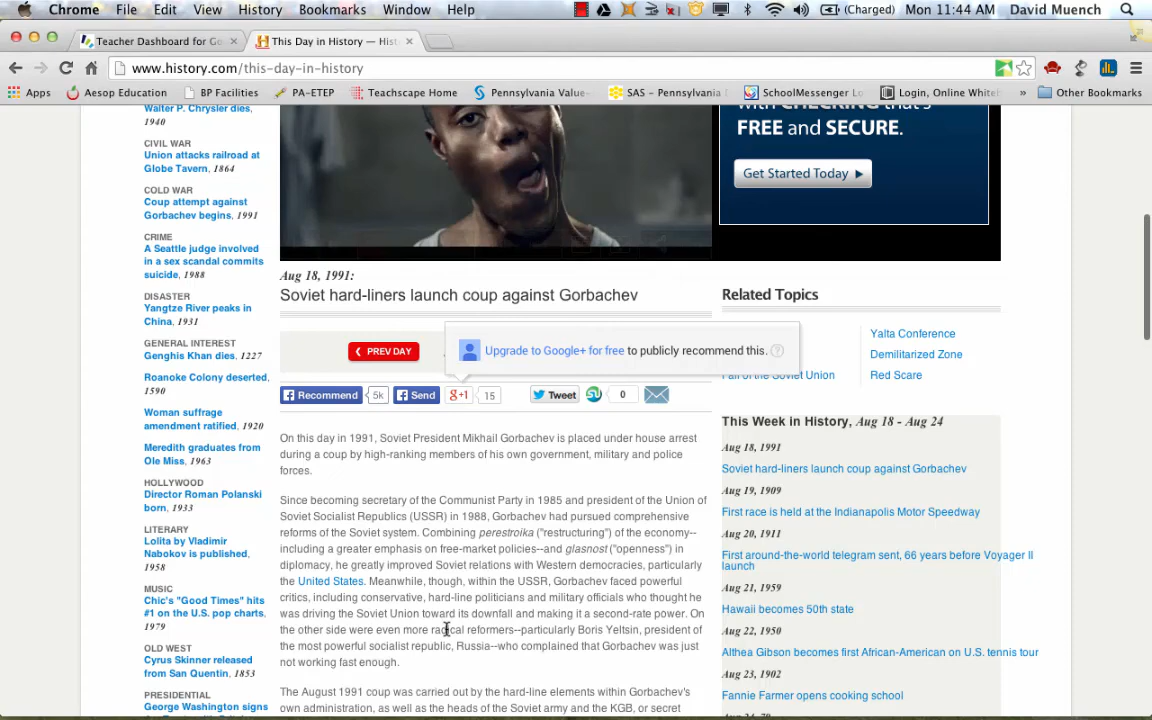 Chrome File Edit View History Bookmarks Window Help (Charged) Mon 11:44 AM David Muench
Teacher Dashboard for Go × This Day in History — Hist ×
www.history.com/this-day-in-history
Apps Aesop Education BP Facilities PA-ETEP Teachscape Home Pennsylvania Value- SAS - Pennsylvania SchoolMessenger Login, Online White » Other Bookmarks
Walter P. Chrysler dies,
1940
CIVIL WAR
Union attacks railroad at
Globe Tavern, 1864
COLD WAR
Coup attempt against
Gorbachev begins, 1991
CRIME
A Seattle judge involved
in a sex scandal commits
suicide, 1988
DISASTER
Yangtze River peaks in
China, 1931
GENERAL INTEREST
Genghis Khan dies, 1227
Roanoke Colony deserted,
1590
Woman suffrage
amendment ratified, 1920
Meredith graduates from
Ole Miss, 1963
HOLLYWOOD
Director Roman Polanski
born, 1933
LITERARY
Lolita by Vladimir
Nabokov is published,
1958
MUSIC
Chic's "Good Times" hits
#1 on the U.S. pop charts,
1979
OLD WEST
Cyrus Skinner released
from San Quentin, 1853
PRESIDENTIAL
George Washington signs
with CHECKING that's
FREE and SECURE.
Get Started Today
Aug 18, 1991:
Soviet hard-liners launch coup against Gorbachev
PREV DAY
Upgrade to Google+ for free to publicly recommend this. ?
Recommend 5k Send g+1 15 Tweet 0
On this day in 1991, Soviet President Mikhail Gorbachev is placed under house arrest
during a coup by high-ranking members of his own government, military and police
forces.
Since becoming secretary of the Communist Party in 1985 and president of the Union of
Soviet Socialist Republics (USSR) in 1988, Gorbachev had pursued comprehensive
reforms of the Soviet system. Combining perestroika ("restructuring") of the economy--
including a greater emphasis on free-market policies--and glasnost ("openness") in
diplomacy, he greatly improved Soviet relations with Western democracies, particularly
the United States. Meanwhile, though, within the USSR, Gorbachev faced powerful
critics, including conservative, hard-line politicians and military officials who thought he
was driving the Soviet Union toward its downfall and making it a second-rate power. On
the other side were even more radical reformers--particularly Boris Yeltsin, president of
the most powerful socialist republic, Russia--who complained that Gorbachev was just
not working fast enough.
The August 1991 coup was carried out by the hard-line elements within Gorbachev's
own administration, as well as the heads of the Soviet army and the KGB, or secret
Related Topics
Yalta Conference
Demilitarized Zone
Fall of the Soviet Union Red Scare
This Week in History, Aug 18 - Aug 24
Aug 18, 1991
Soviet hard-liners launch coup against Gorbachev
Aug 19, 1909
First race is held at the Indianapolis Motor Speedway
Aug 20, 1911
First around-the-world telegram sent, 66 years before Voyager II
launch
Aug 21, 1959
Hawaii becomes 50th state
Aug 22, 1950
Althea Gibson becomes first African-American on U.S. tennis tour
Aug 23, 1902
Fannie Farmer opens cooking school